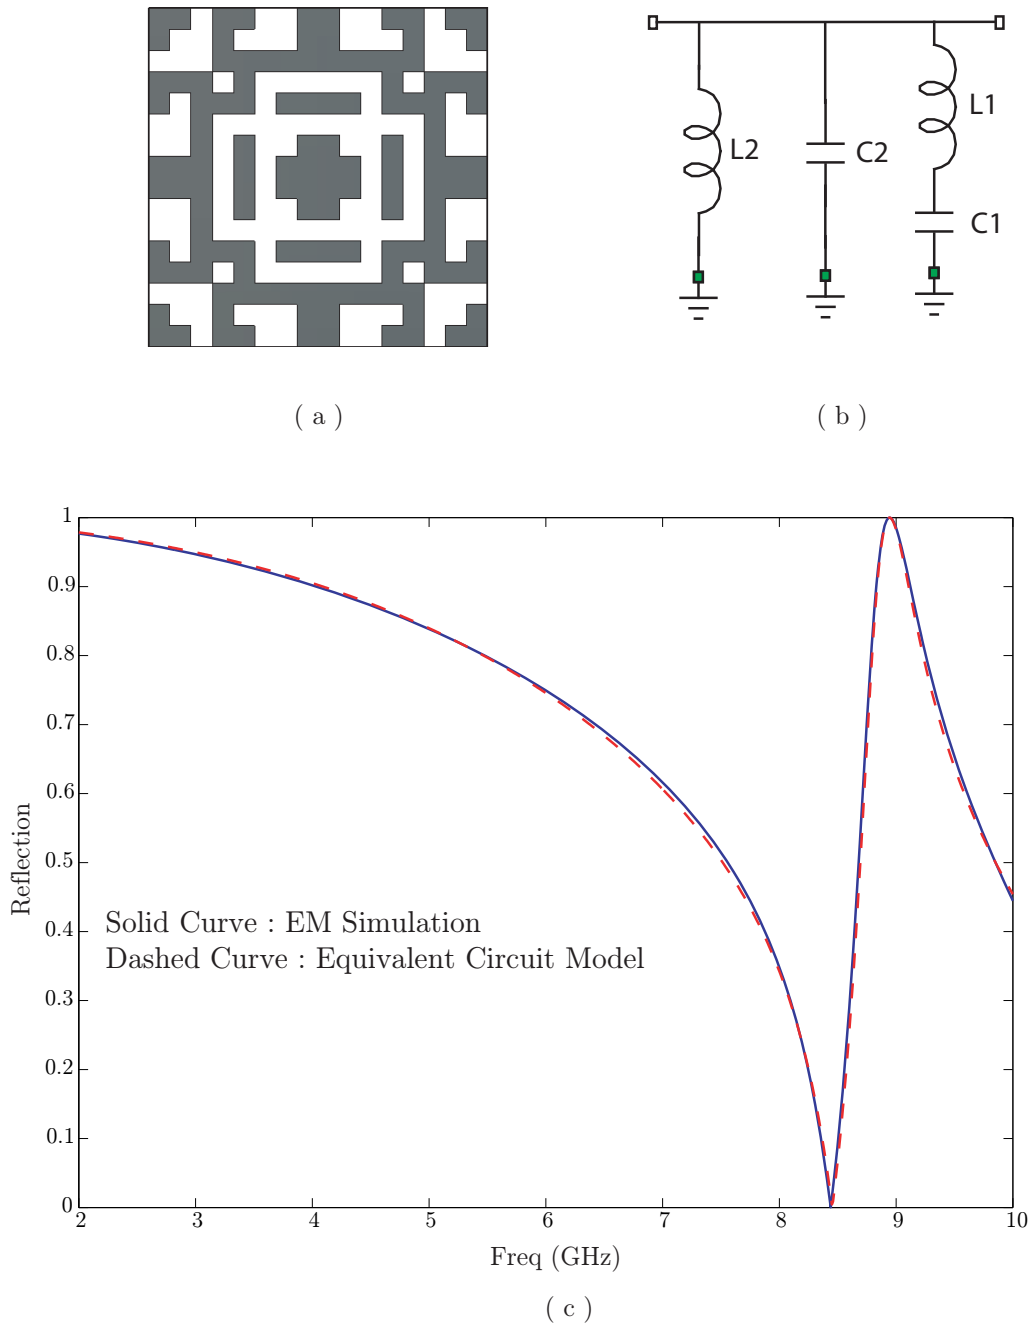 L2
C2
L1
C1
( a )
( b )
1
0.9
0.8
0.7
0.6
0.5
0.4
0.3
0.2
0.1
0
Reflection
Solid Curve : EM Simulation
Dashed Curve : Equivalent Circuit Model
2 3 4 5 6 7 8 9 10
Freq (GHz)
( c )